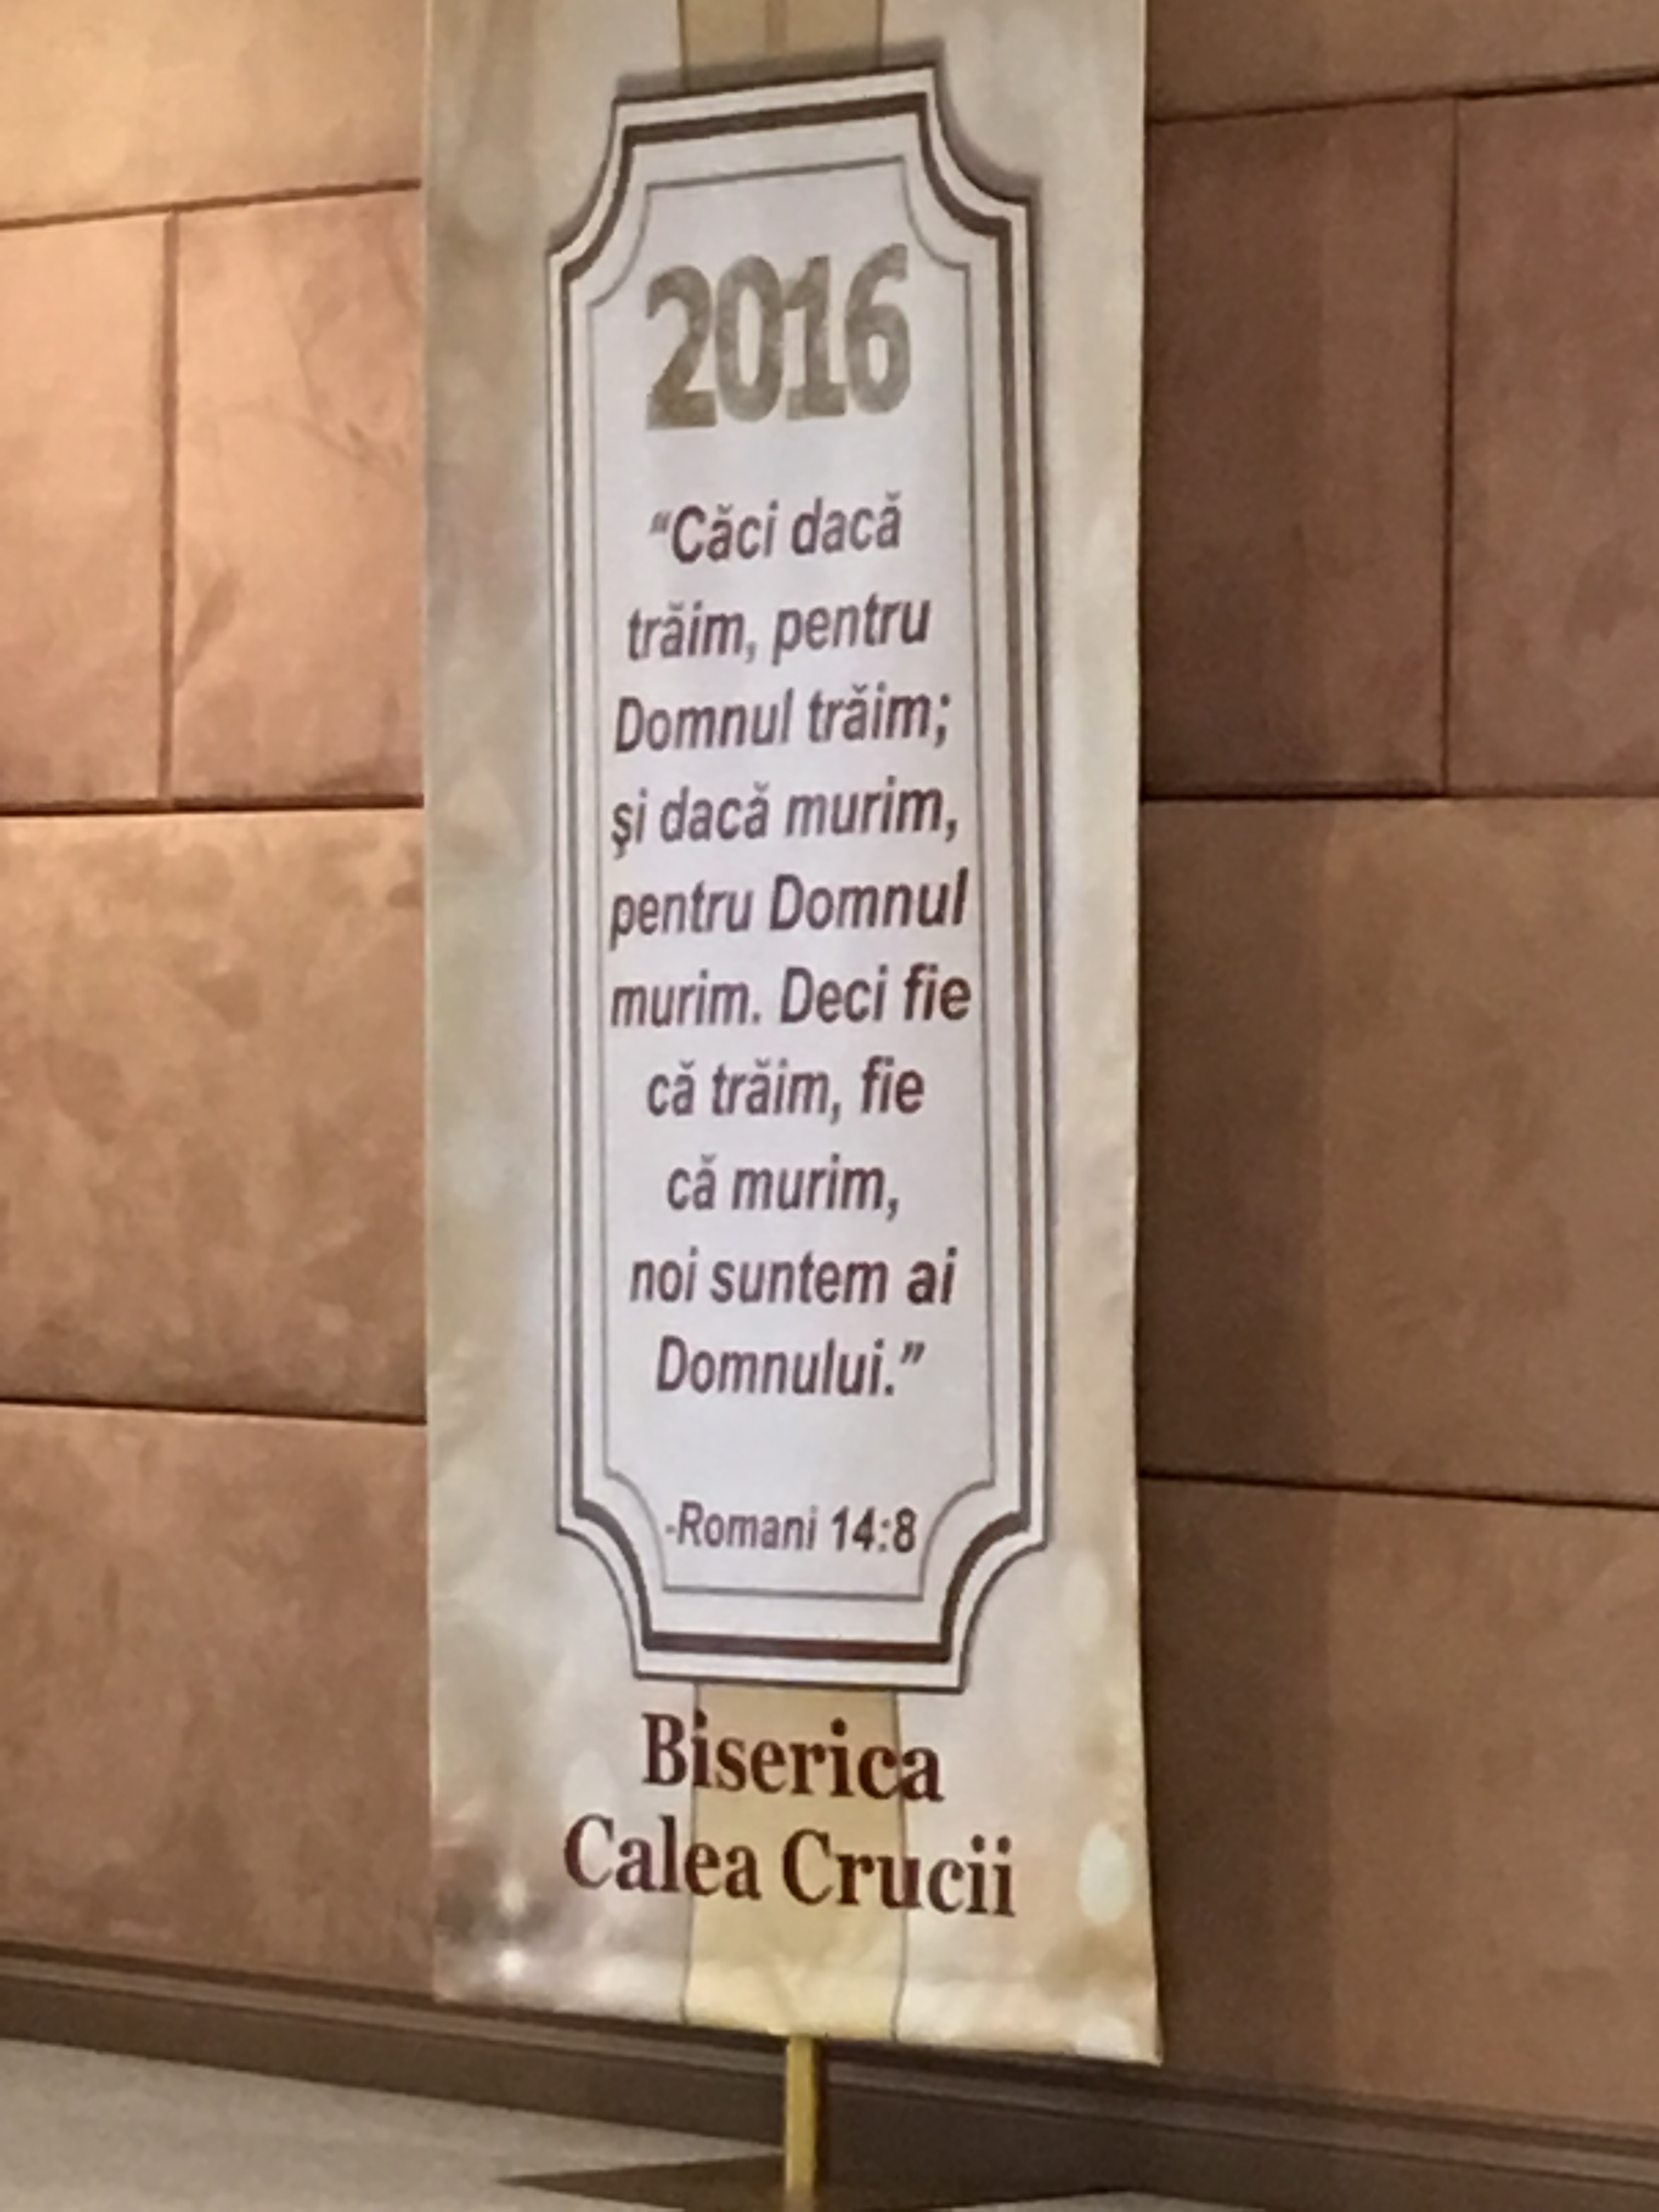 2016
“Căci dacă
trăim, pentru
Domnul trăim;
şi dacă murim,
pentru Domnul
murim. Deci fie
că trăim, fie
că murim,
noi suntem ai
Domnului.”
-Romani 14:8
Biserica
Calea Crucii